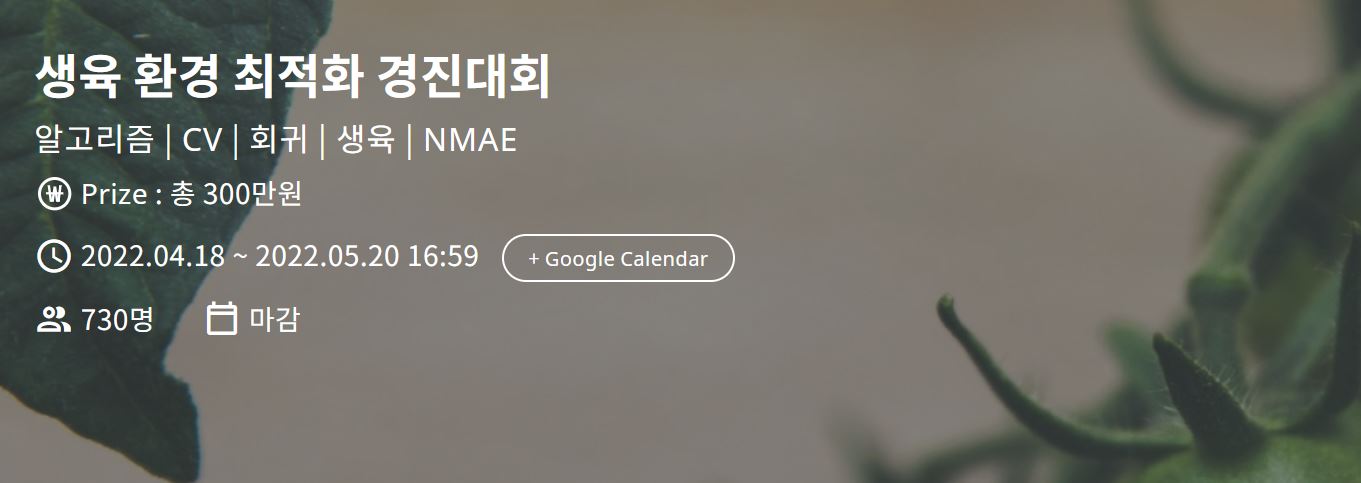 생육 환경 최적화 경진대회
알고리즘 | CV | 회귀 | 생육 | NMAE
₩ Prize : 총 300만원
2022.04.18 ~ 2022.05.20 16:59 + Google Calendar
730명 마감